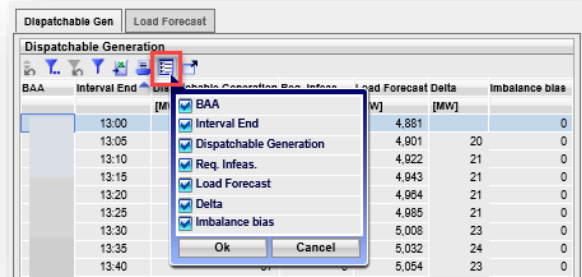 Dispatchable Gen Load Forecast
Dispatchable Generation
BAA Interval End Dispatchable Generation Req. Infeas. Load Forecast Delta Imbalance bias
[MW] [MW]
BAA
Interval End
Dispatchable Generation
Req. Infeas.
Load Forecast
Delta
Imbalance bias
Ok Cancel
13:00 4,881 0
13:05 4,901 20 0
13:10 4,922 21 0
13:15 4,943 21 0
13:20 4,964 21 0
13:25 4,985 21 0
13:30 5,008 23 0
13:35 5,032 24 0
13:40 5,054 23 0